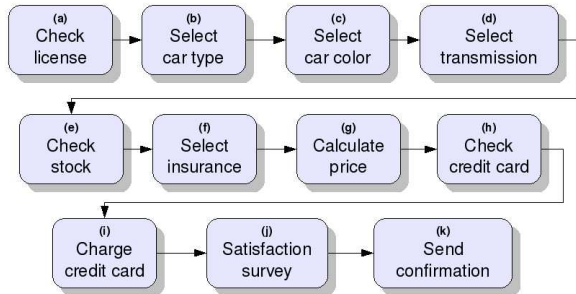 (a)
Check
license
(b)
Select
car type
(c)
Select
car color
(d)
Select
transmission
(e)
Check
stock
(f)
Select
insurance
(g)
Calculate
price
(h)
Check
credit card
(i)
Charge
credit card
(j)
Satisfaction
survey
(k)
Send
confirmation